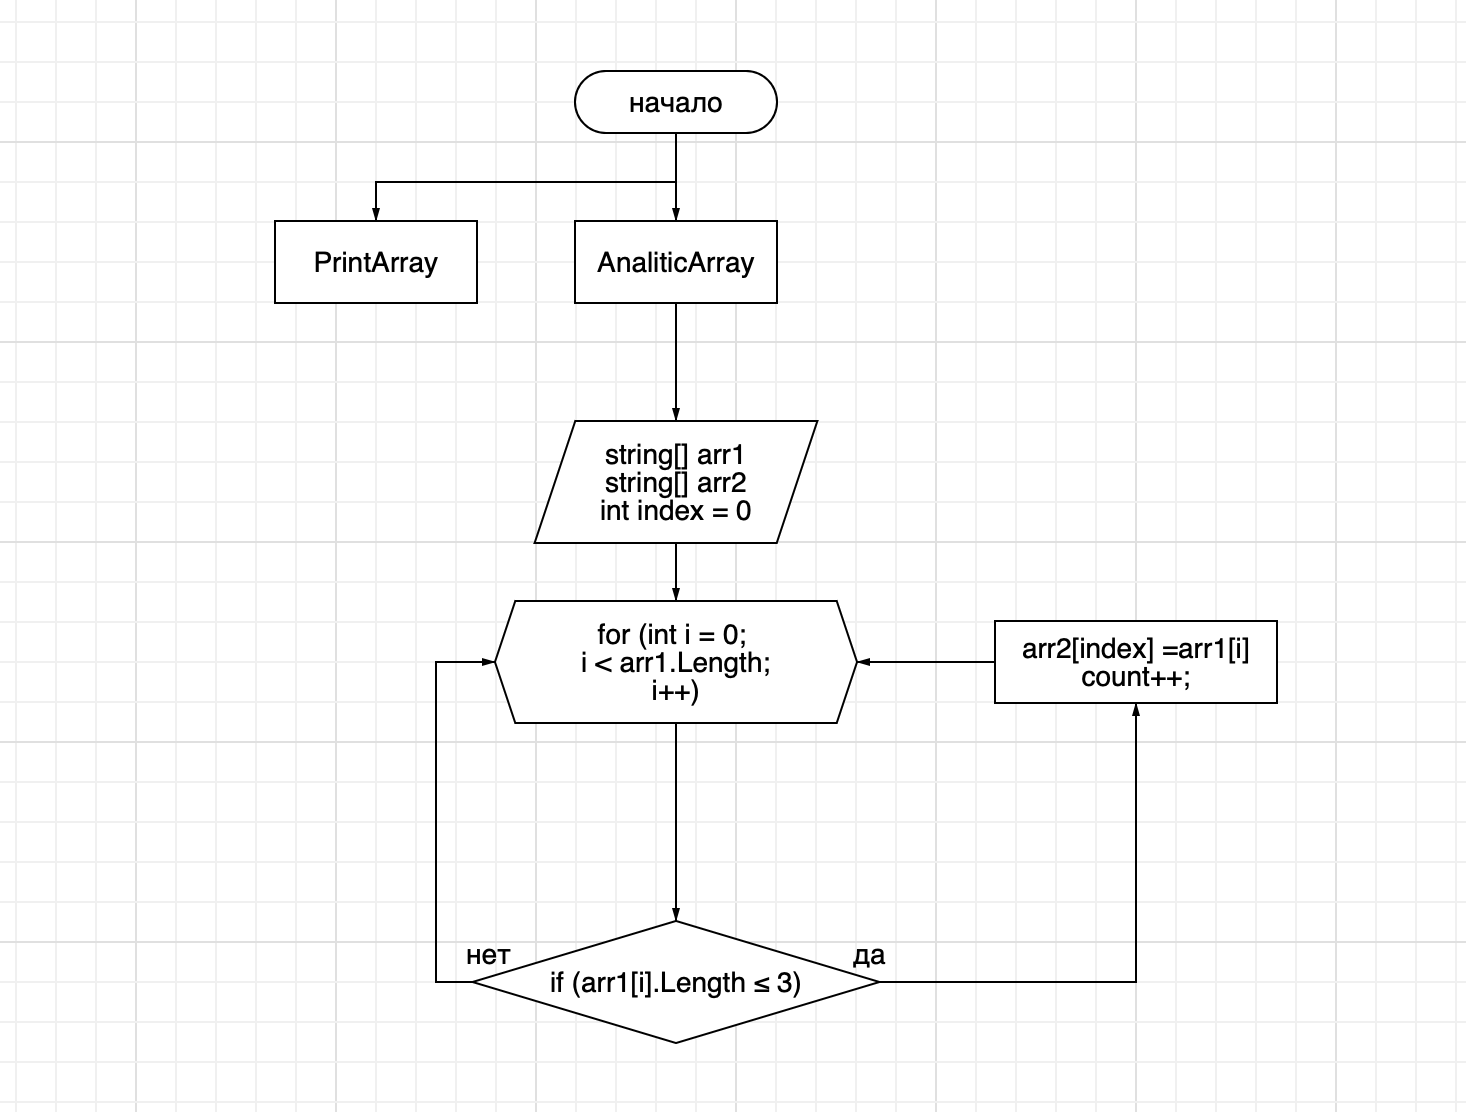 начало
PrintArray
AnaliticArray
string[] arr1
string[] arr2
int index = 0
for (int i = 0;
i < arr1.Length;
i++)
arr2[index] =arr1[i]
count++;
нет
да
if (arr1[i].Length ≤ 3)